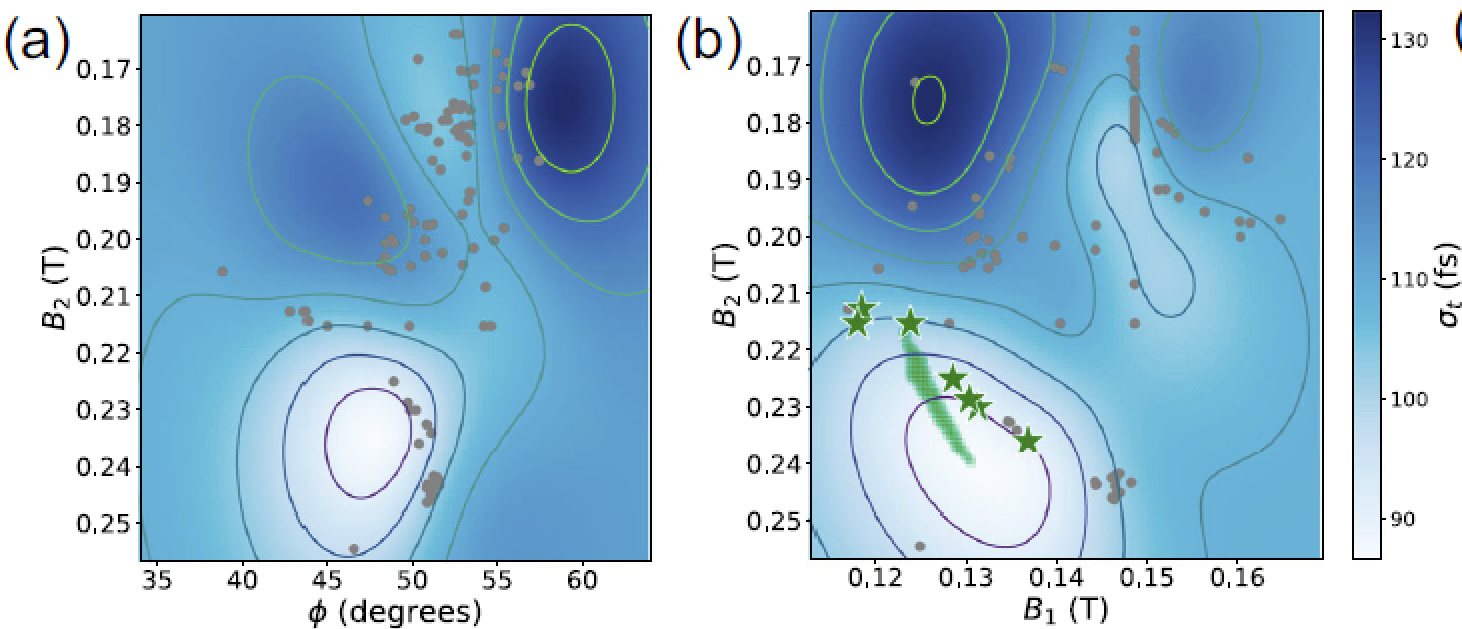 (a)
0.17
0.18
0.19
0.20
0.21
0.22
0.23
0.24
0.25
B₂ (T)
35 40 45 50 55 60
ϕ (degrees)
(b)
0.17
0.18
0.19
0.20
0.21
0.22
0.23
0.24
0.25
B₂ (T)
0.12 0.13 0.14 0.15 0.16
B₁ (T)
130
120
110
100
90
σₜ (fs)
(